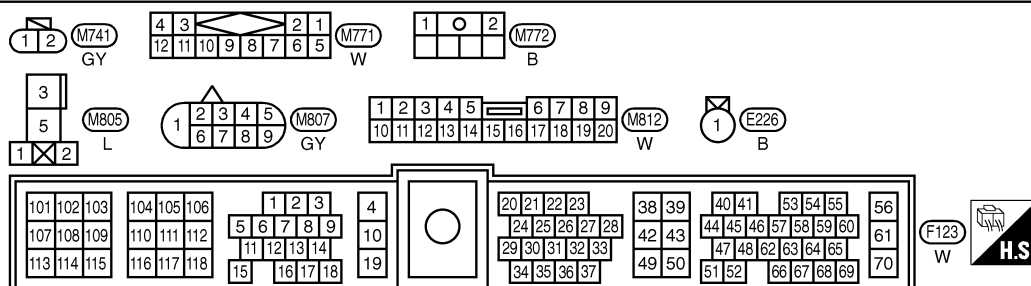 1 2 M741
GY
4 3 2 1
12 11 10 9 8 7 6 5 M771
W
1 2 M772
B
3
5
1 2 M805
L
1 2 3 4 5
6 7 8 9 M807
GY
1 2 3 4 5 6 7 8 9
10 11 12 13 14 15 16 17 18 19 20 M812
W
1 E226
B
101 102 103 104 105 106 1 2 3 4 20 21 22 23 38 39 40 41 53 54 55 56
107 108 109 110 111 112 5 6 7 8 9 10 24 25 26 27 28 42 43 44 45 46 57 58 59 60 61
113 114 115 116 117 118 11 12 13 14 19 29 30 31 32 33 49 50 47 48 62 63 64 65 70
15 16 17 18 34 35 36 37 51 52 66 67 68 69
F123
W
H.S